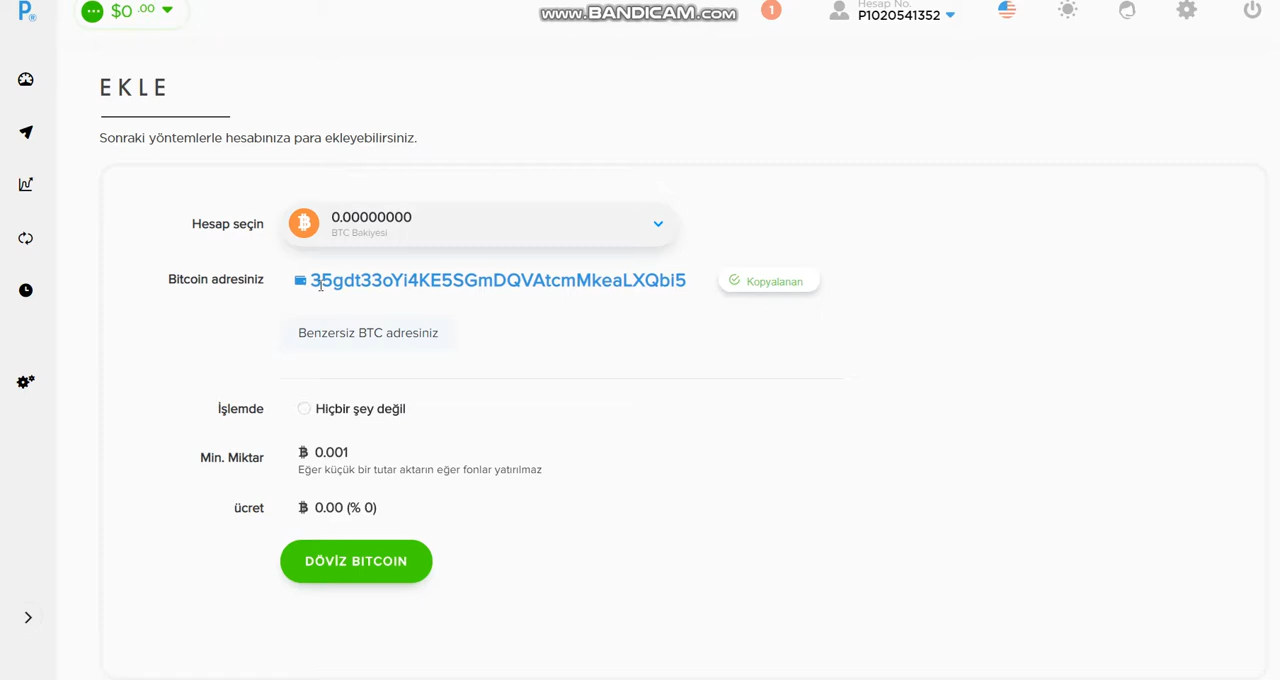 P®
$0 .00
www.BANDICAM.com
1
Hesap No.
P1020541352
EKLE
Sonraki yöntemlerle hesabınıza para ekleyebilirsiniz.
Hesap seçin
0.00000000
BTC Bakiyesi
Bitcoin adresiniz
35gdt33oYi4KE5SGmDQVAtcmMkeaLXQbi5
Kopyalanan
Benzersiz BTC adresiniz
İşlemde
Hiçbir şey değil
Min. Miktar
฿ 0.001
Eğer küçük bir tutar aktarın eğer fonlar yatırılmaz
ücret
฿ 0.00 (% 0)
DÖVİZ BITCOIN